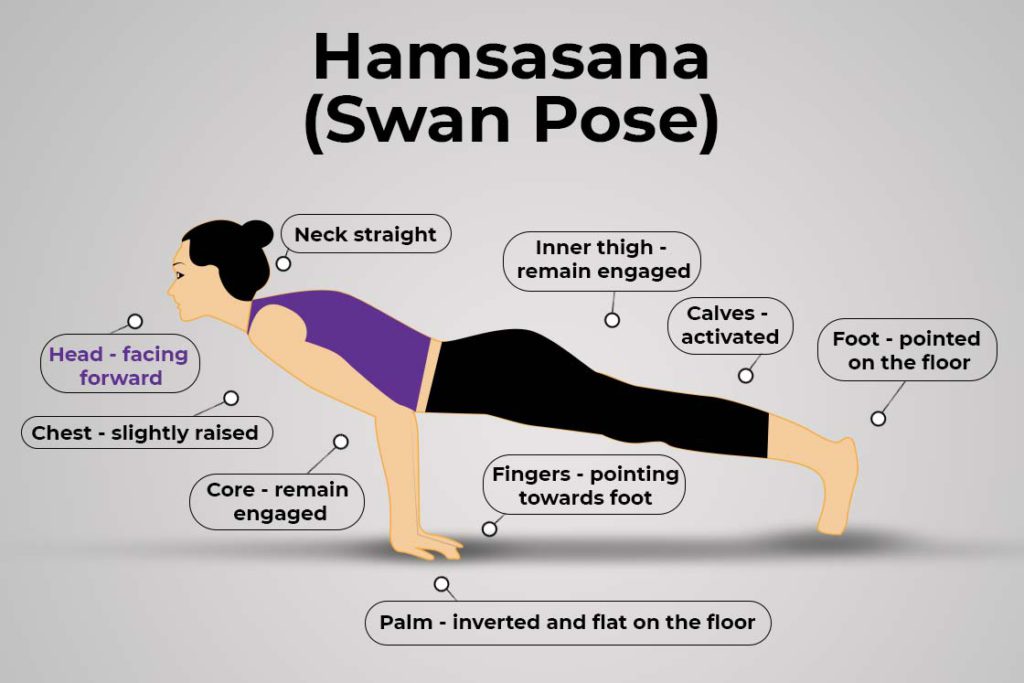 Hamsasana
(Swan Pose)
Neck straight
Inner thigh -
remain engaged
Calves -
activated
Foot - pointed
on the floor
Head - facing
forward
Chest - slightly raised
Core - remain
engaged
Fingers - pointing
towards foot
Palm - inverted and flat on the floor